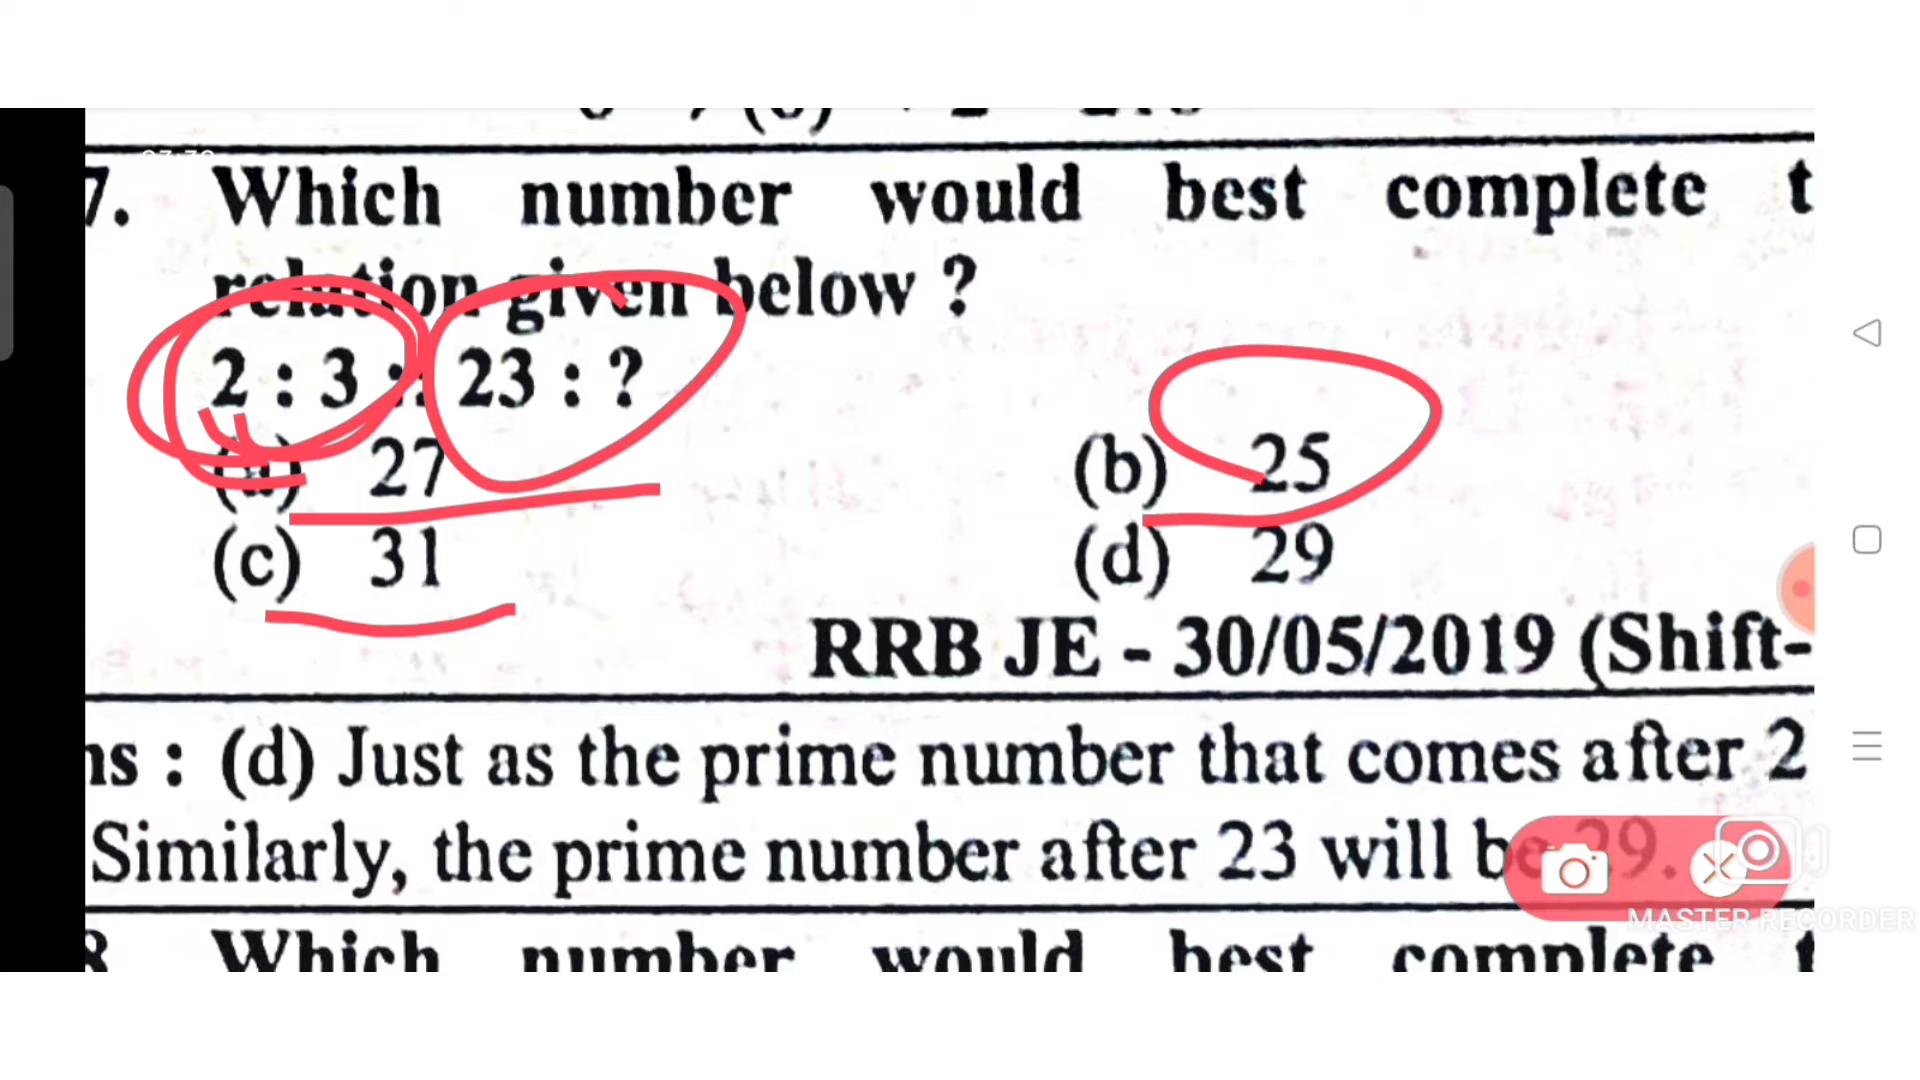 7. Which number would best complete t
relation given below ?
2 : 3 :: 23 : ?
(a) 27 (b) 25
(c) 31 (d) 29
RRB JE - 30/05/2019 (Shift-
ns : (d) Just as the prime number that comes after 2
Similarly, the prime number after 23 will be 29.
MASTER RECORDER
8 Which number would best complete t